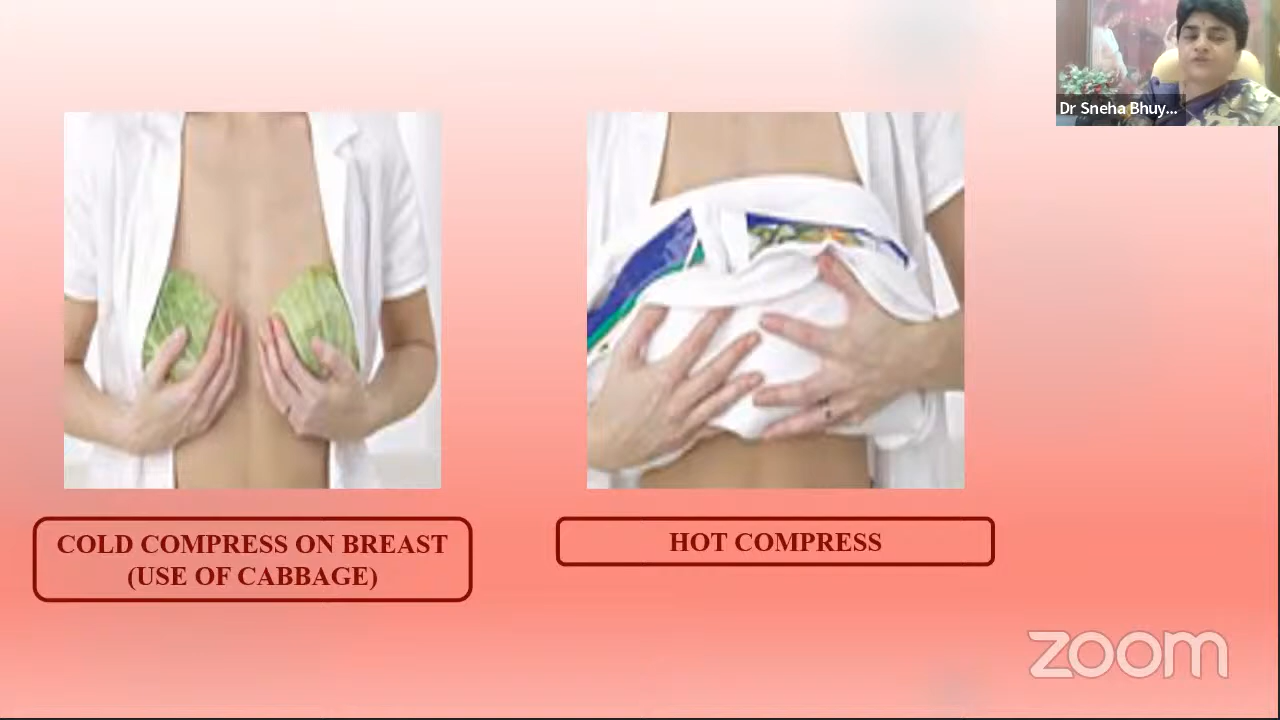 Dr Sneha Bhuy...
COLD COMPRESS ON BREAST
(USE OF CABBAGE)
HOT COMPRESS
zoom